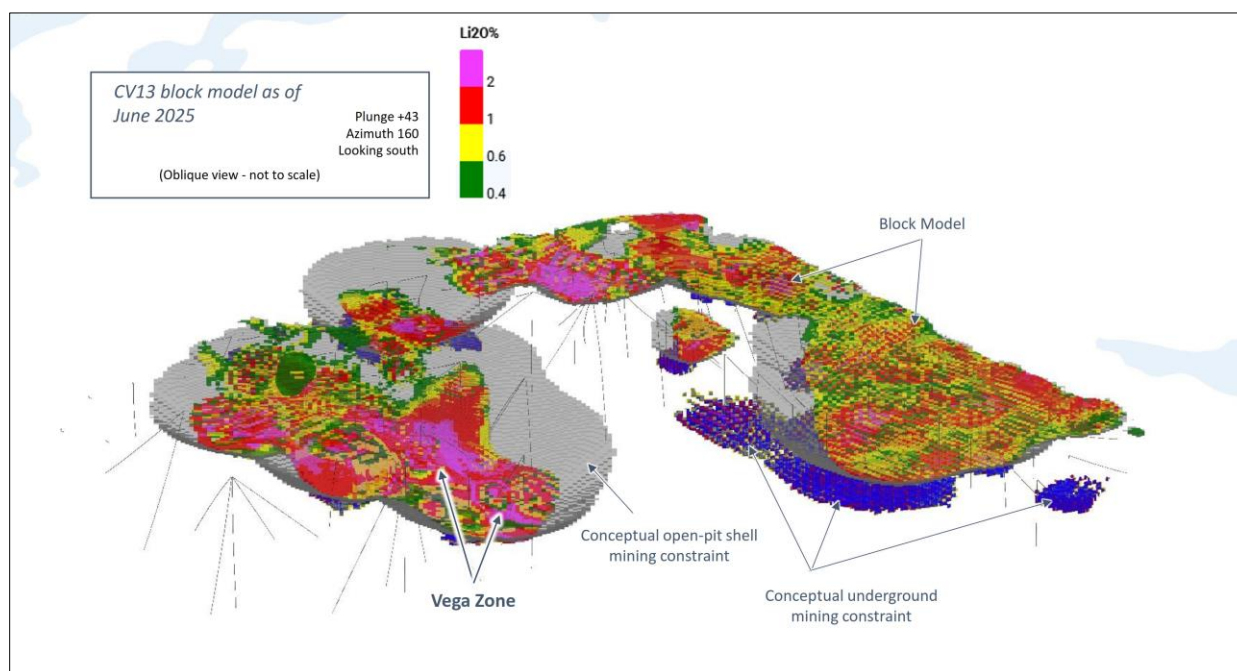 Li20%
2
1
0.6
0.4
CV13 block model as of
June 2025
Plunge +43
Azimuth 160
Looking south
(Oblique view - not to scale)
Block Model
Conceptual open-pit shell
mining constraint
Vega Zone
Conceptual underground
mining constraint